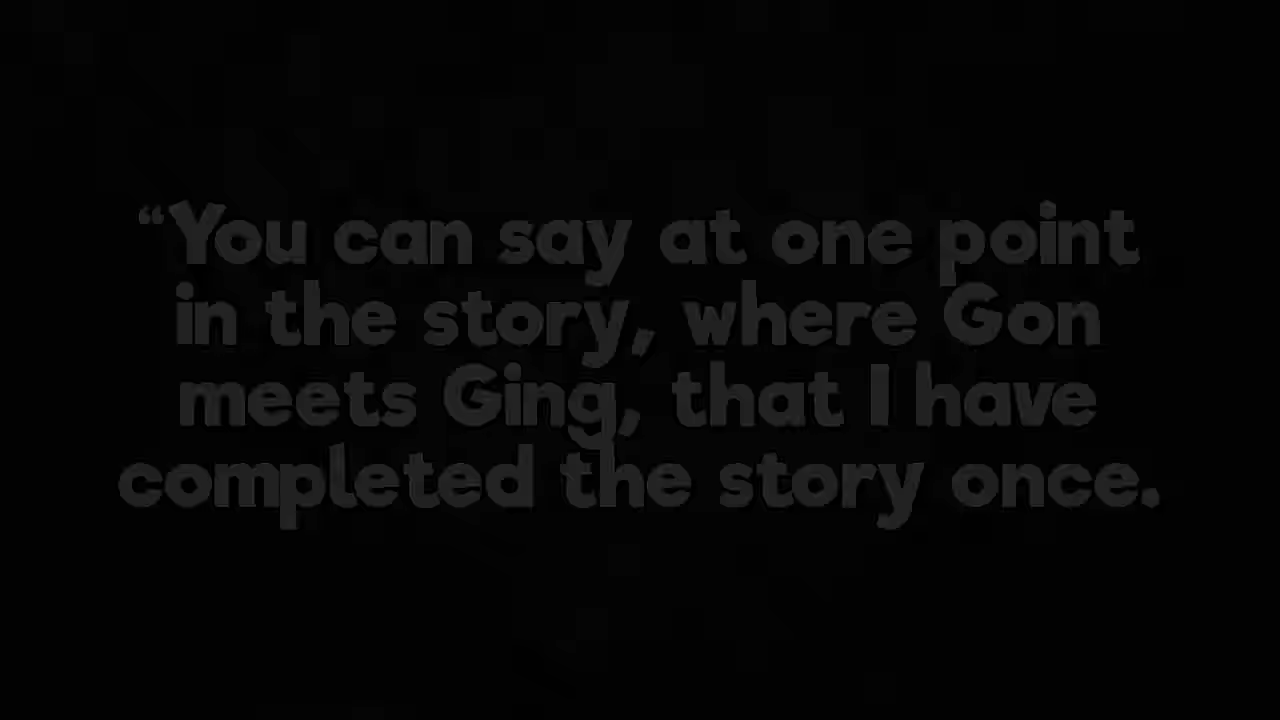 “You can say at one point
in the story, where Gon
meets Ging, that I have
completed the story once.